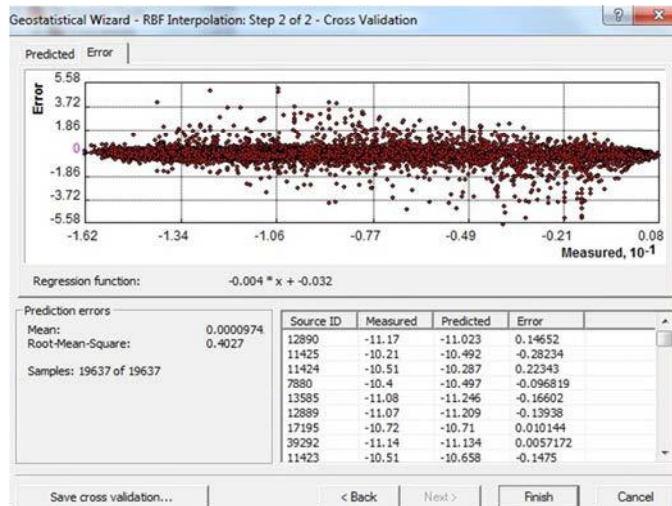 Geostatistical Wizard - RBF Interpolation: Step 2 of 2 - Cross Validation
Predicted Error
Error
5.58
3.72
1.86
0
-1.86
-3.72
-5.58
-1.62 -1.34 -1.06 -0.77 -0.49 -0.21 0.08
Measured, 10⁻¹
Regression function: -0.004 * x + -0.032
Prediction errors
Mean: 0.0000974
Root-Mean-Square: 0.4027
Samples: 19637 of 19637
Source ID Measured Predicted Error
12890 -11.17 -11.023 0.14652
11425 -10.21 -10.492 -0.28234
11424 -10.51 -10.287 0.22343
7880 -10.4 -10.497 -0.096819
13585 -11.08 -11.246 -0.16602
12889 -11.07 -11.209 -0.13938
17195 -10.72 -10.71 0.010144
39292 -11.14 -11.134 0.0057172
11423 -10.51 -10.658 -0.1475
Save cross validation... < Back Next > Finish Cancel